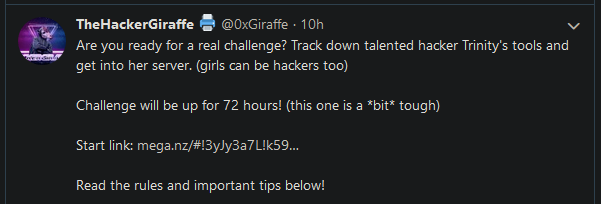 TheHackerGiraffe 🖨️ @0xGiraffe · 10h
Are you ready for a real challenge? Track down talented hacker Trinity's tools and
get into her server. (girls can be hackers too)
Challenge will be up for 72 hours! (this one is a *bit* tough)
Start link: mega.nz/#!3yJy3a7L!k59...
Read the rules and important tips below!